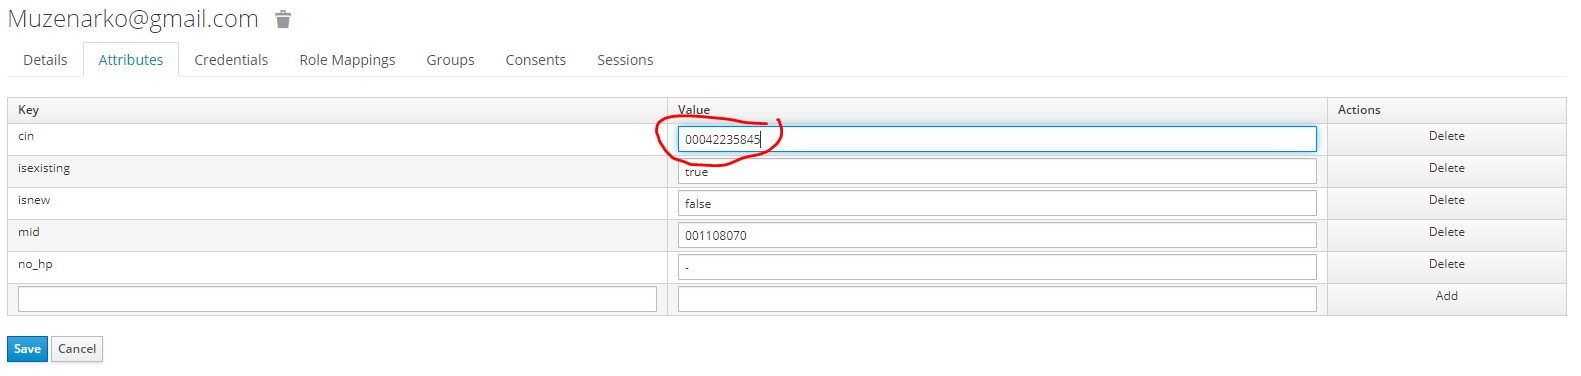 Muzenarko@gmail.com
Details Attributes Credentials Role Mappings Groups Consents Sessions
Key Value Actions
cin 00042235845 Delete
isexisting true Delete
isnew false Delete
mid 001108070 Delete
no_hp - Delete
Add
Save Cancel